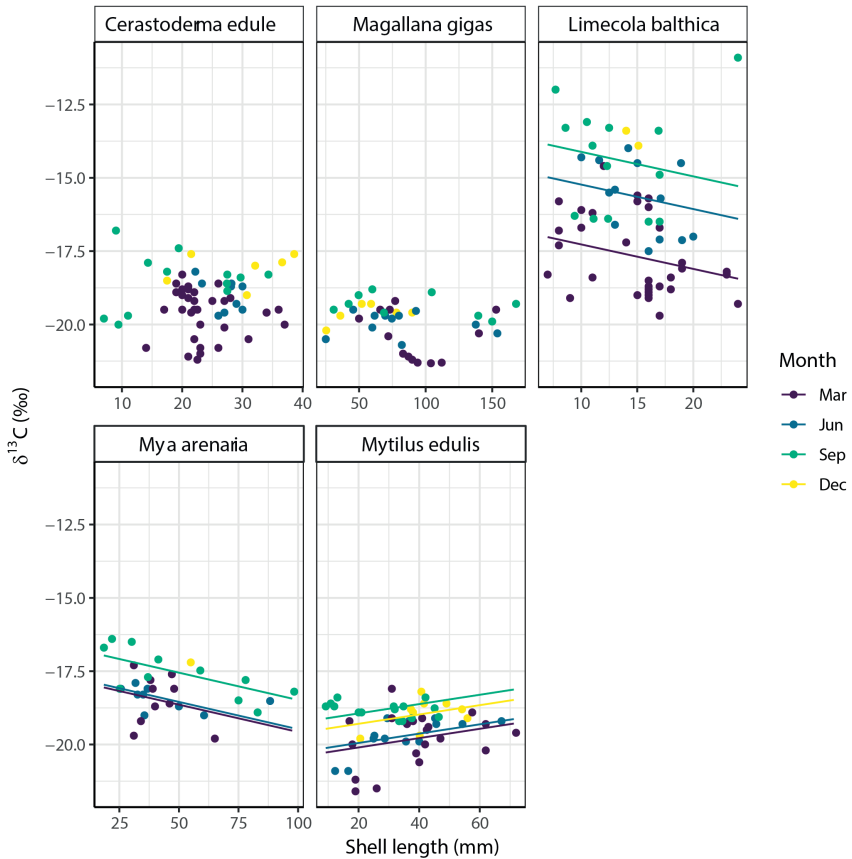 Cerastoderma edule
Magallana gigas
Limecola balthica
−12.5
−15.0
−17.5
−20.0
10 20 30 40
50 100 150
10 15 20
Mya arenaria
Mytilus edulis
−12.5
−15.0
−17.5
−20.0
25 50 75 100
20 40 60
Shell length (mm)
δ¹³C (‰)
Month
Mar
Jun
Sep
Dec